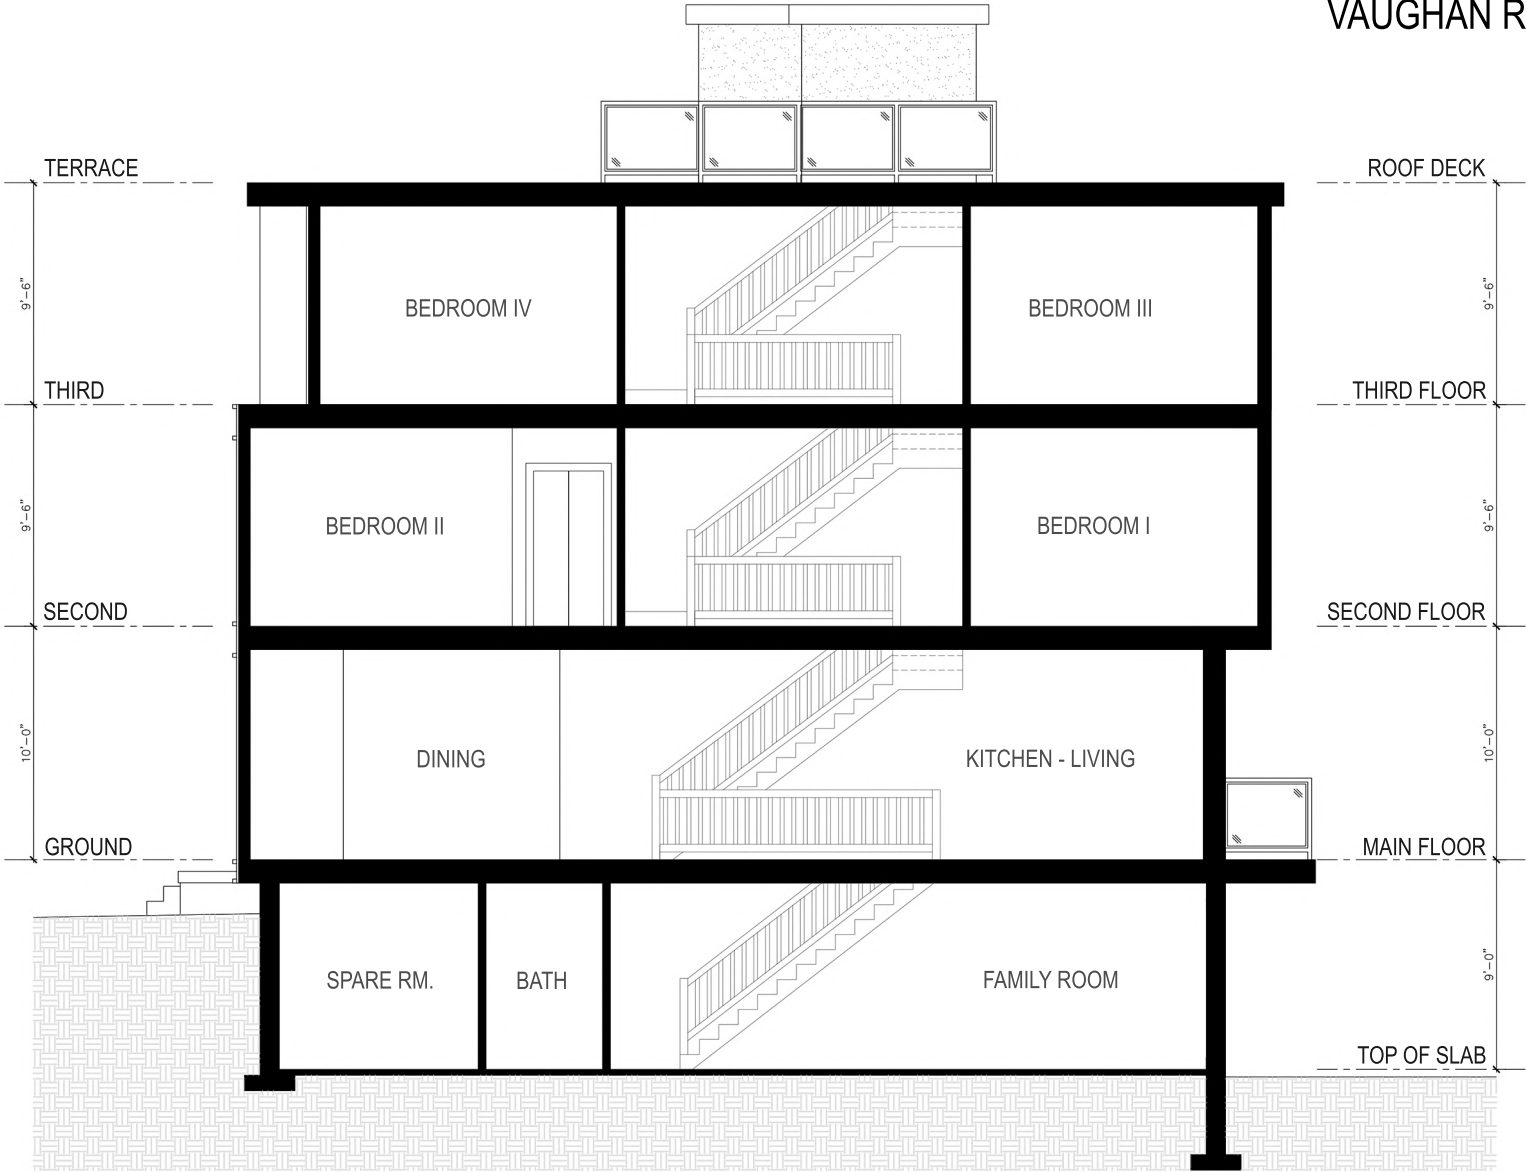 VAUGHAN R
TERRACE
ROOF DECK
9'-6"
BEDROOM IV
BEDROOM III
9'-6"
THIRD
THIRD FLOOR
9'-6"
BEDROOM II
BEDROOM I
9'-6"
SECOND
SECOND FLOOR
10'-0"
DINING
KITCHEN - LIVING
10'-0"
GROUND
MAIN FLOOR
SPARE RM.
BATH
FAMILY ROOM
9'-0"
TOP OF SLAB